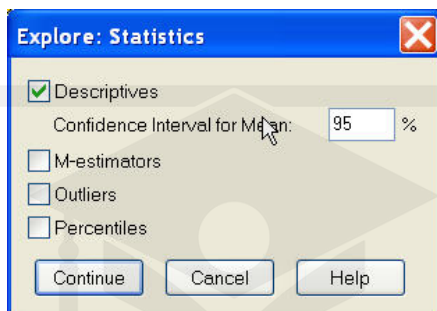 Explore: Statistics
Descriptives
Confidence Interval for Mean: 95 %
M-estimators
Outliers
Percentiles
Continue Cancel Help